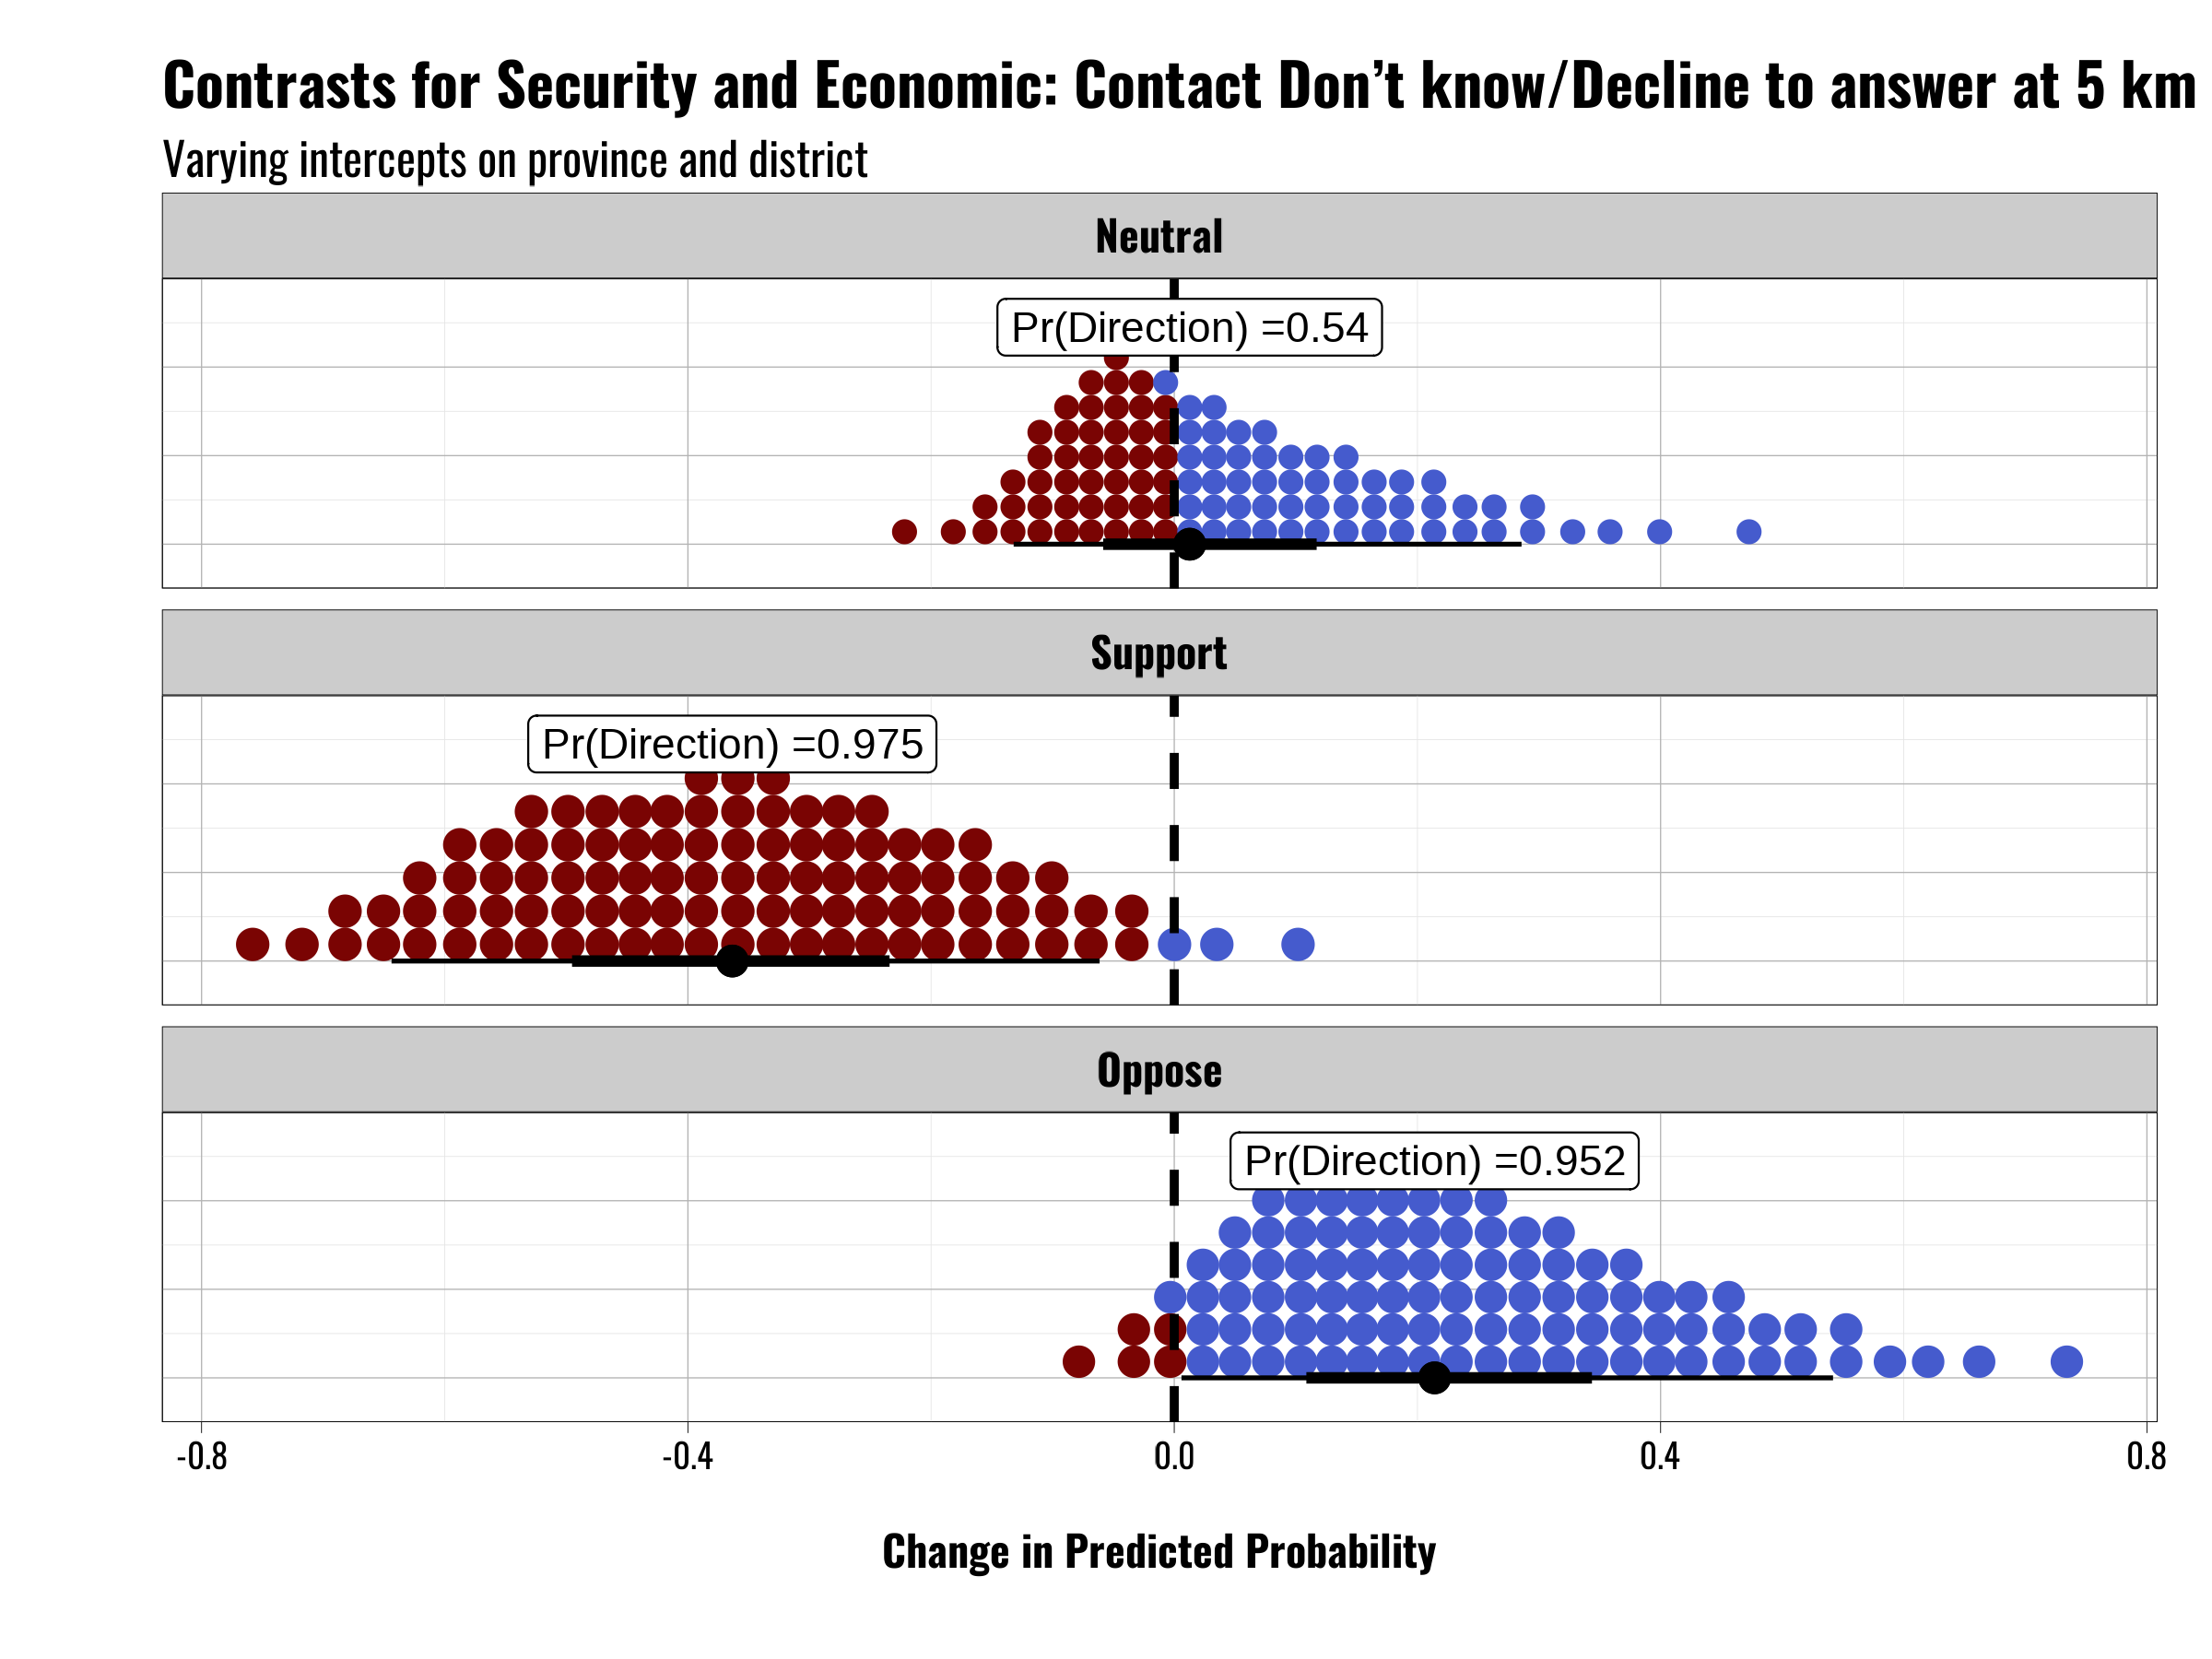 Contrasts for Security and Economic: Contact Don’t know/Decline to answer at 5 km
Varying intercepts on province and district
Neutral
Pr(Direction) =0.54
Support
Pr(Direction) =0.975
Oppose
Pr(Direction) =0.952
-0.8 -0.4 0.0 0.4 0.8
Change in Predicted Probability